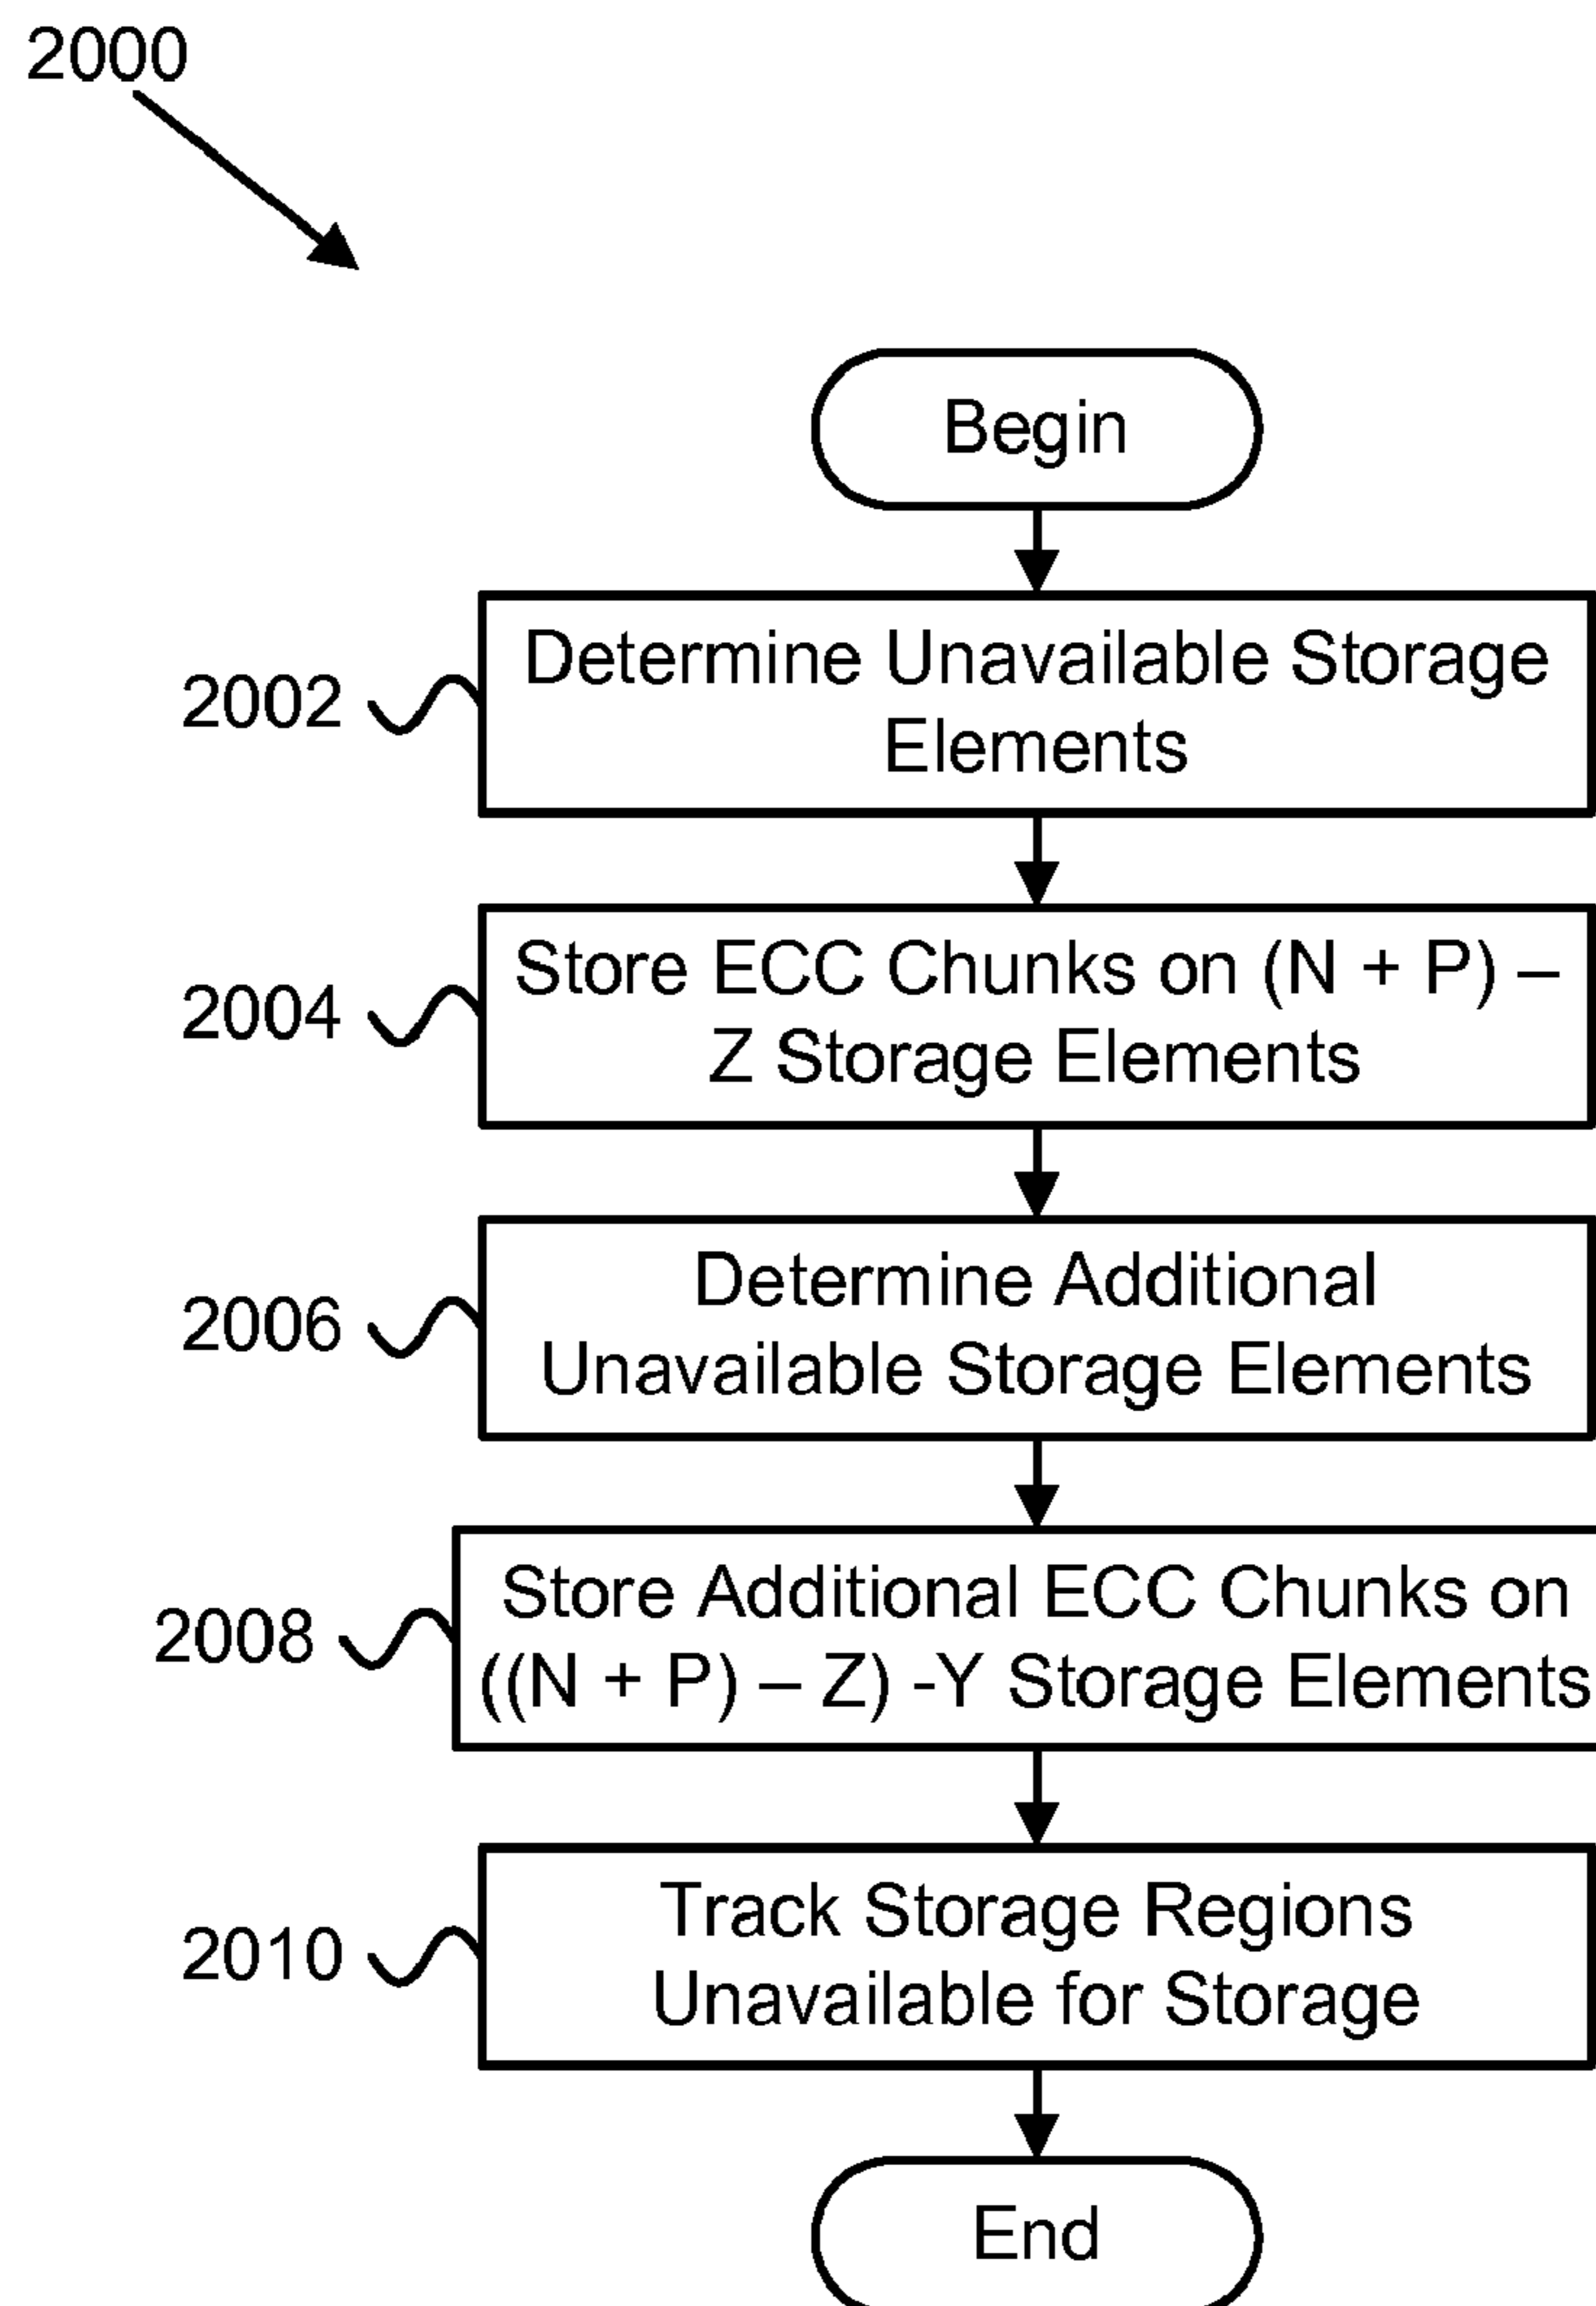 2000
Begin
2002
Determine Unavailable Storage
Elements
2004
Store ECC Chunks on (N + P) –
Z Storage Elements
2006
Determine Additional
Unavailable Storage Elements
2008
Store Additional ECC Chunks on
((N + P) – Z) -Y Storage Elements
2010
Track Storage Regions
Unavailable for Storage
End